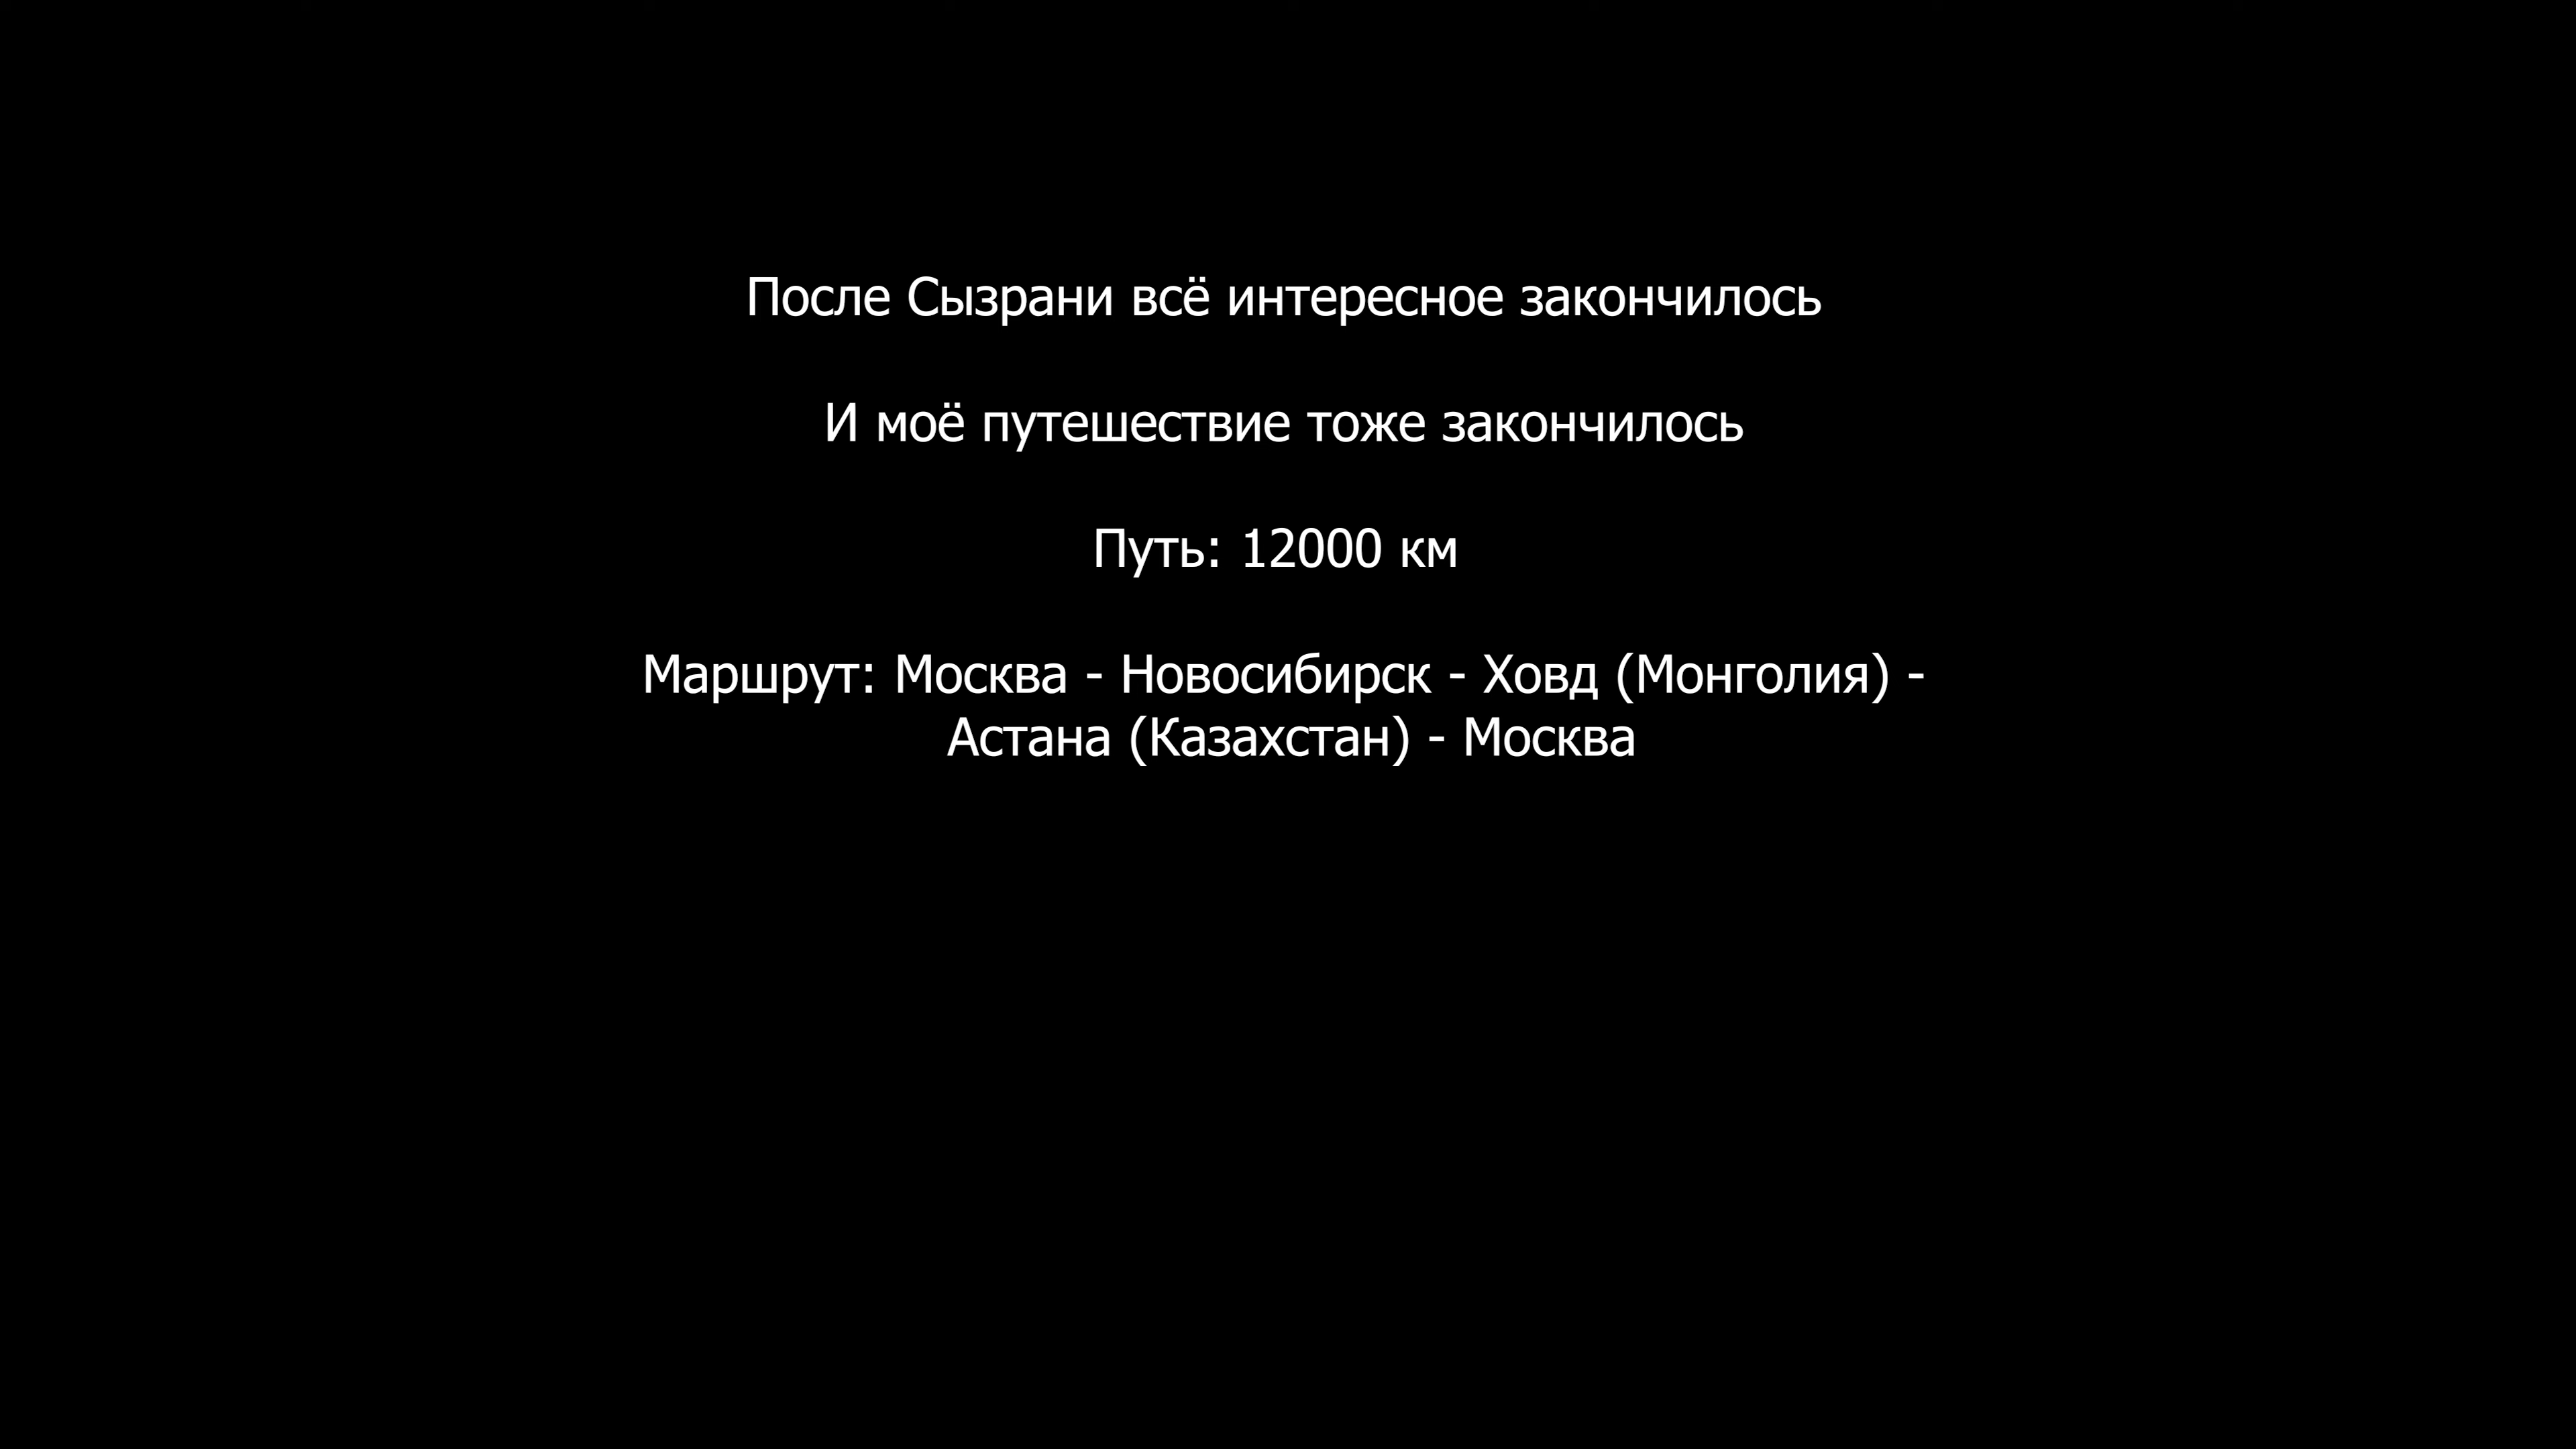 После Сызрани всё интересное закончилось
И моё путешествие тоже закончилось
Путь: 12000 км
Маршрут: Москва - Новосибирск - Ховд (Монголия) -
Астана (Казахстан) - Москва